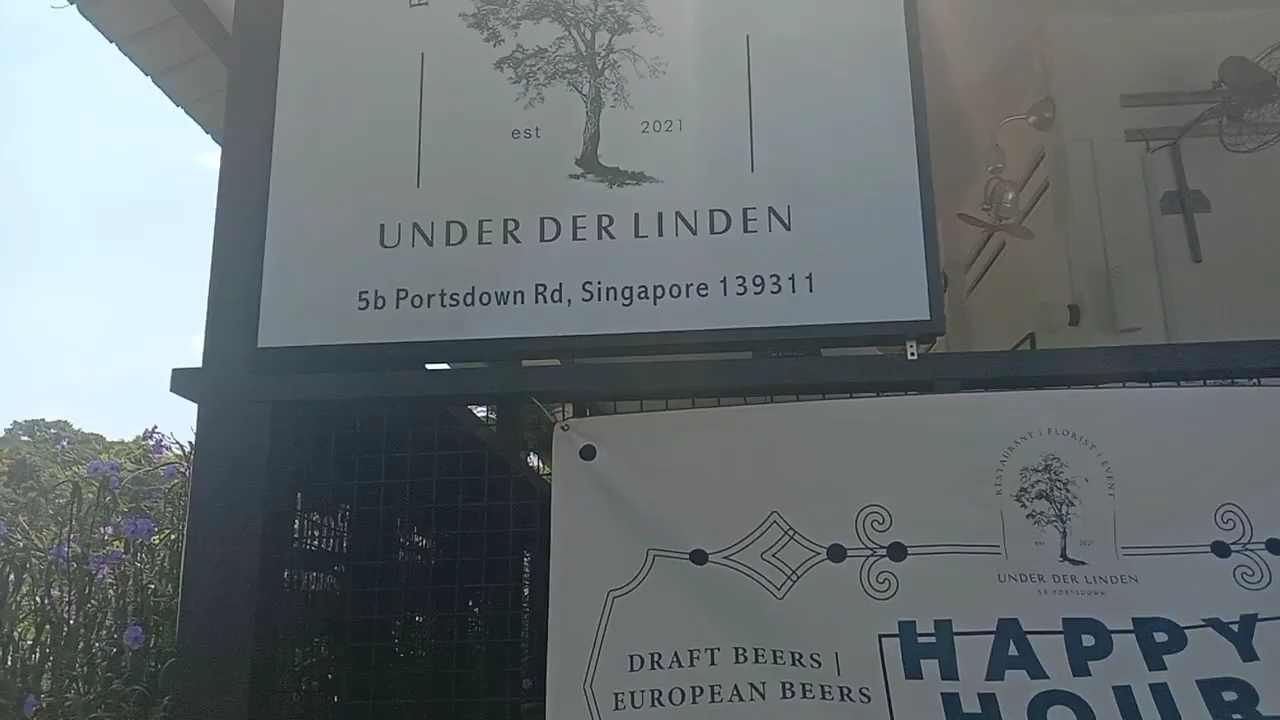 est 2021
UNDER DER LINDEN
5b Portsdown Rd, Singapore 139311
RESTAURANT | FLORIST | EVENT
est 2021
UNDER DER LINDEN
5B PORTSDOWN
DRAFT BEERS |
EUROPEAN BEERS
HAPPY
HOUR